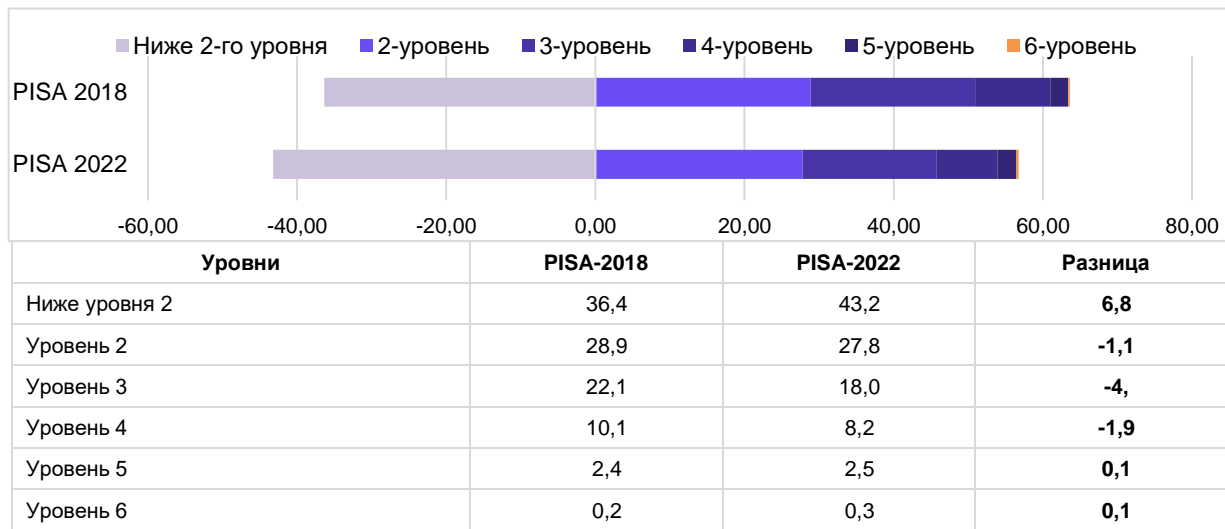 Ниже 2-го уровня 2-уровень 3-уровень 4-уровень 5-уровень 6-уровень
PISA 2018
PISA 2022
-60,00 -40,00 -20,00 0,00 20,00 40,00 60,00 80,00
Уровни PISA-2018 PISA-2022 Разница
Ниже уровня 2 36,4 43,2 6,8
Уровень 2 28,9 27,8 -1,1
Уровень 3 22,1 18,0 -4,
Уровень 4 10,1 8,2 -1,9
Уровень 5 2,4 2,5 0,1
Уровень 6 0,2 0,3 0,1